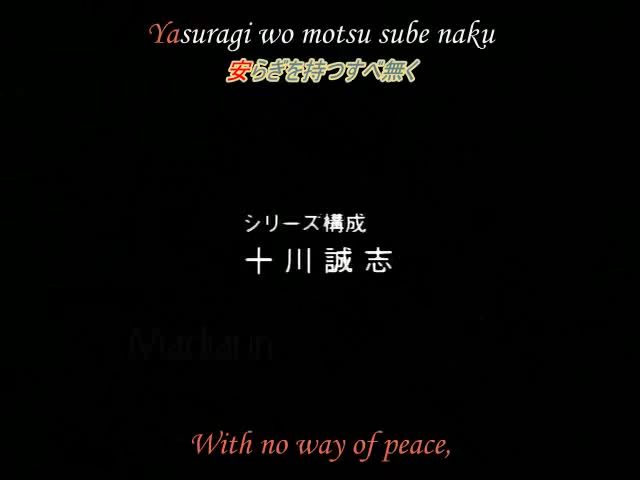 Yasuragi wo motsu sube naku
安らぎを持つすべ無く
シリーズ構成
十川誠志
With no way of peace,